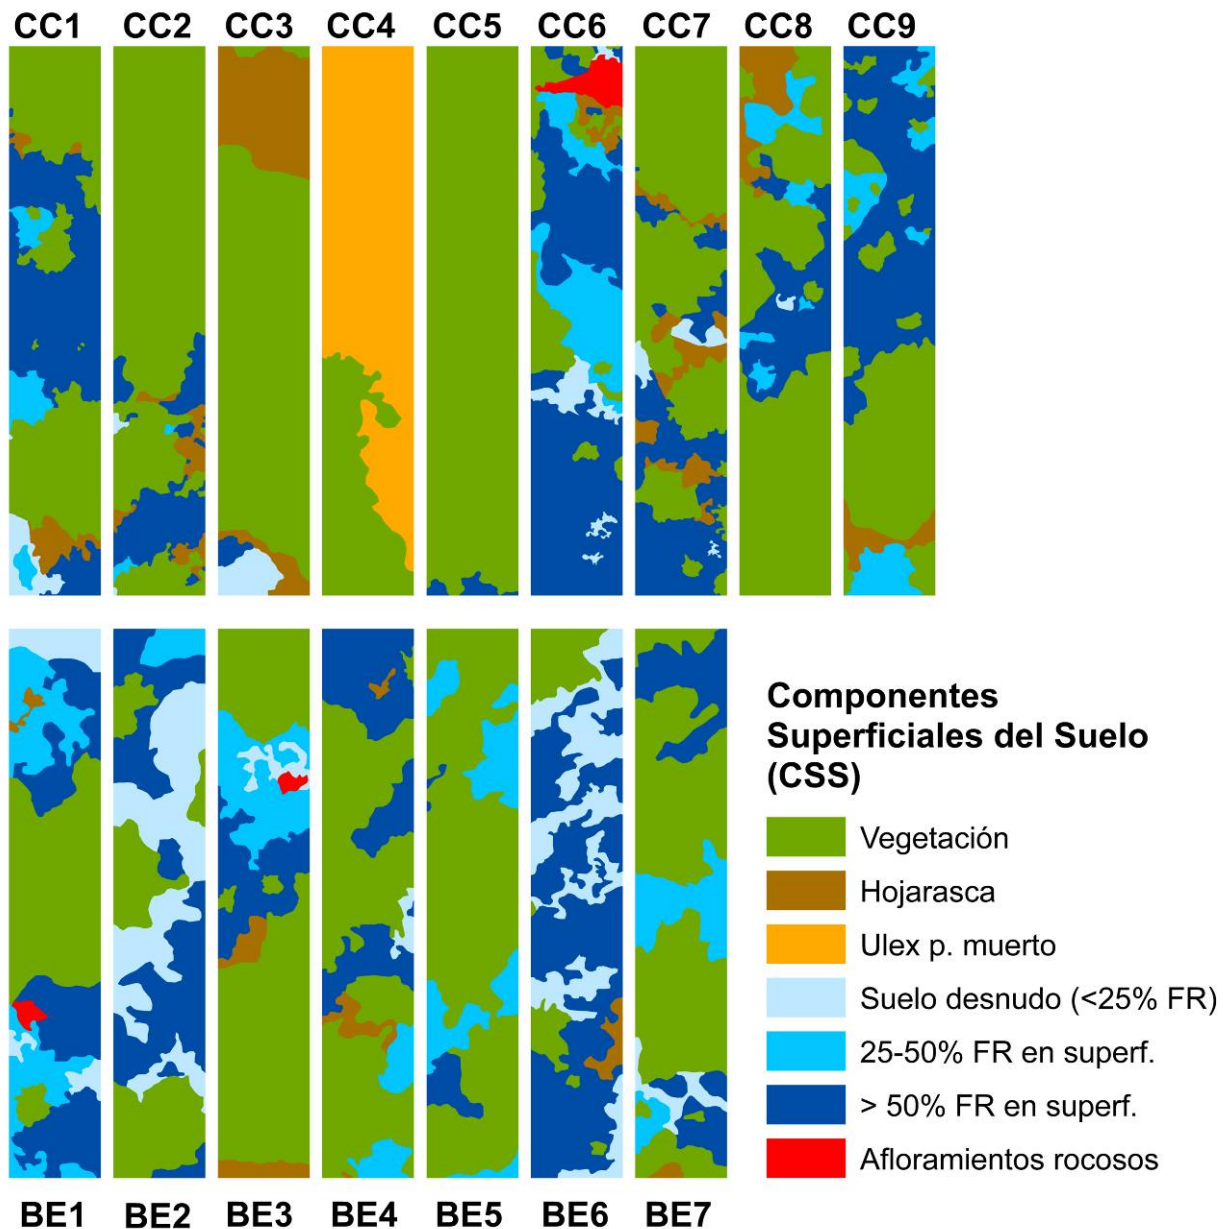 CC1 CC2 CC3 CC4 CC5 CC6 CC7 CC8 CC9
Componentes
Superficiales del Suelo
(CSS)
Vegetación
Hojarasca
Ulex p. muerto
Suelo desnudo (<25% FR)
25-50% FR en superf.
> 50% FR en superf.
Afloramientos rocosos
BE1 BE2 BE3 BE4 BE5 BE6 BE7